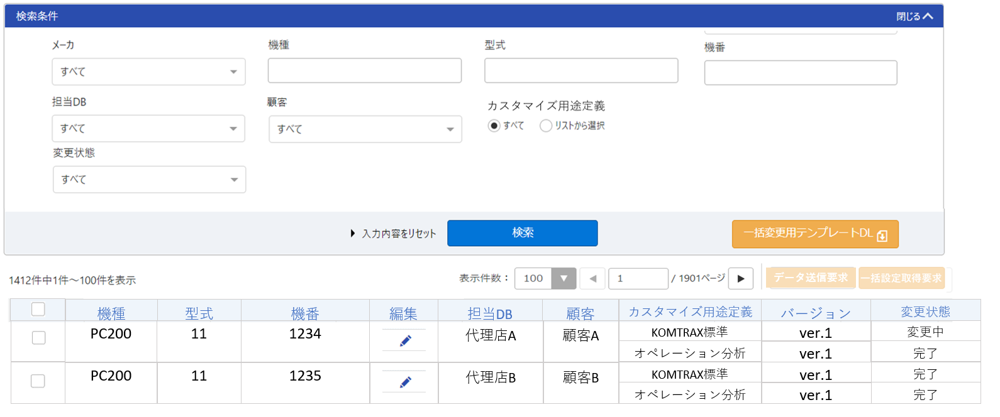 検索条件 閉じる
メーカ 機種 型式 機番
すべて
担当DB 顧客 カスタマイズ用途定義
すべて すべて すべて リストから選択
変更状態
すべて
入力内容をリセット 検索 一括変更用テンプレートDL
1412件中1件～100件を表示 表示件数： 100 1 / 1901ページ データ送信要求 一括設定取得要求
機種 型式 機番 編集 担当DB 顧客 カスタマイズ用途定義 バージョン 変更状態
PC200 11 1234 代理店A 顧客A KOMTRAX標準 ver.1 変更中
オペレーション分析 ver.1 完了
PC200 11 1235 代理店B 顧客B KOMTRAX標準 ver.1 完了
オペレーション分析 ver.1 完了